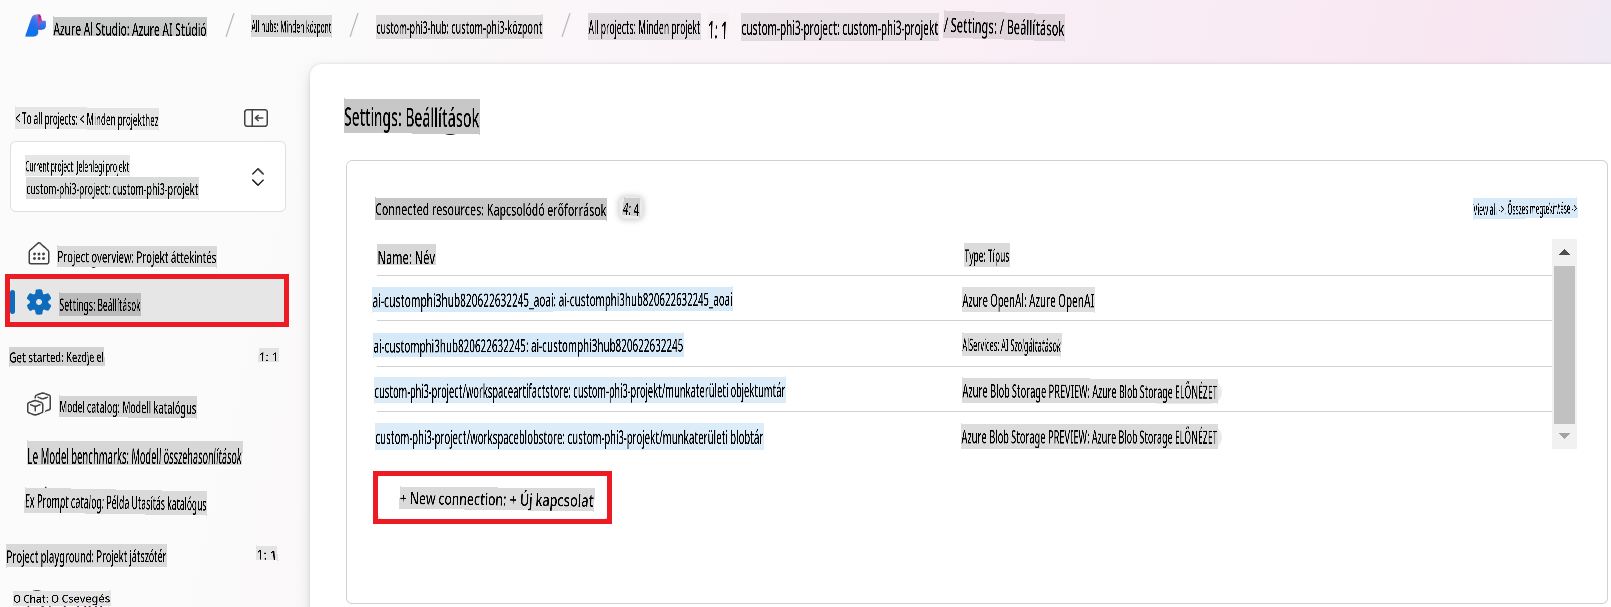 Azure AI Studio: Azure AI Stúdió / All hubs: Minden központ / custom-phi3-hub: custom-phi3-központ / All projects: Minden projekt 1: 1 custom-phi3-project: custom-phi3-projekt / Settings: / Beállítások
< To all projects: < Minden projekthez
Current project: Jelenlegi projekt
custom-phi3-project: custom-phi3-projekt
Project overview: Projekt áttekintés
Settings: Beállítások
Get started: Kezdje el 1: 1
Model catalog: Modell katalógus
Le Model benchmarks: Modell összehasonlítások
Ex Prompt catalog: Példa Utasítás katalógus
Project playground: Projekt játszótér 1: 1
O Chat: O Csevegés
Settings: Beállítások
Connected resources: Kapcsolódó erőforrások 4: 4
View all -> Összes megtekintése ->
Name: Név Type: Típus
ai-customphi3hub820622632245_aoai: ai-customphi3hub820622632245_aoai Azure OpenAI: Azure OpenAI
ai-customphi3hub820622632245: ai-customphi3hub820622632245 AIServices: AI Szolgáltatások
custom-phi3-project/workspaceartifactstore: custom-phi3-projekt/munkaterületi objektumtár Azure Blob Storage PREVIEW: Azure Blob Storage ELŐNÉZET
custom-phi3-project/workspaceblobstore: custom-phi3-projekt/munkaterületi blobtár Azure Blob Storage PREVIEW: Azure Blob Storage ELŐNÉZET
+ New connection: + Új kapcsolat